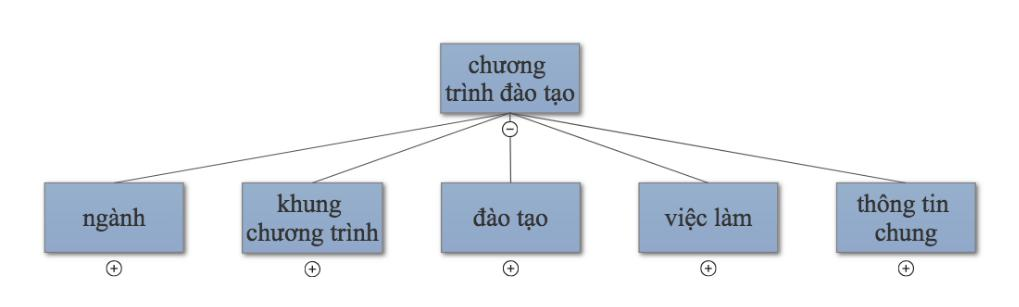 chương
trình đào tạo
ngành
khung
chương trình
đào tạo
việc làm
thông tin
chung